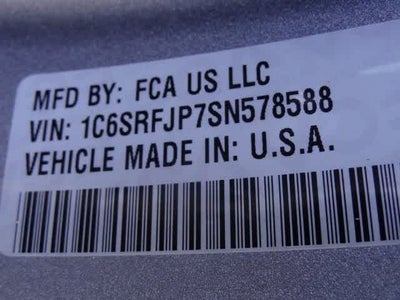 MFD BY: FCA US LLC
VIN: 1C6SRFJP7SN578588
VEHICLE MADE IN: U.S.A.